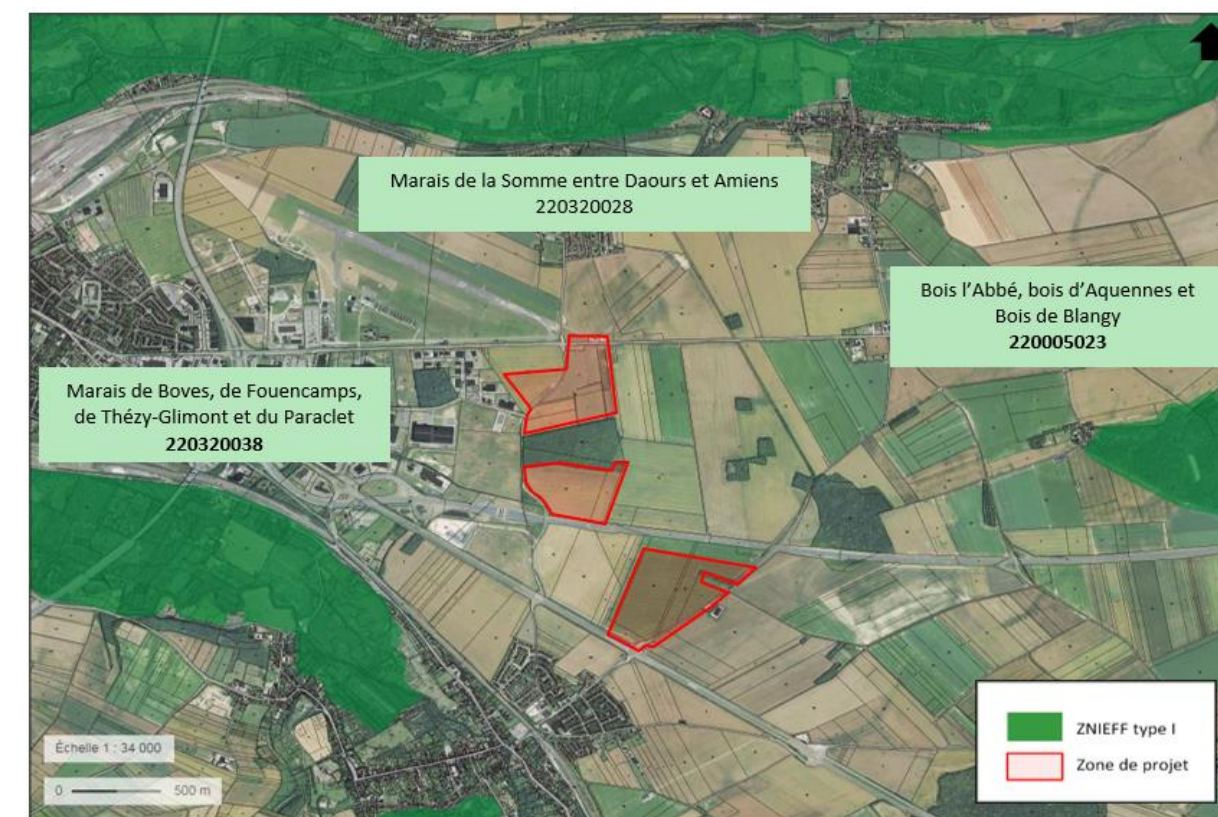 Marais de la Somme entre Daours et Amiens
220320028
Bois l’Abbé, bois d’Aquennes et
Bois de Blangy
220005023
Marais de Boves, de Fouencamps,
de Thézy-Glimont et du Paraclet
220320038
ZNIEFF type I
Zone de projet
Échelle 1 : 34 000
0 500 m